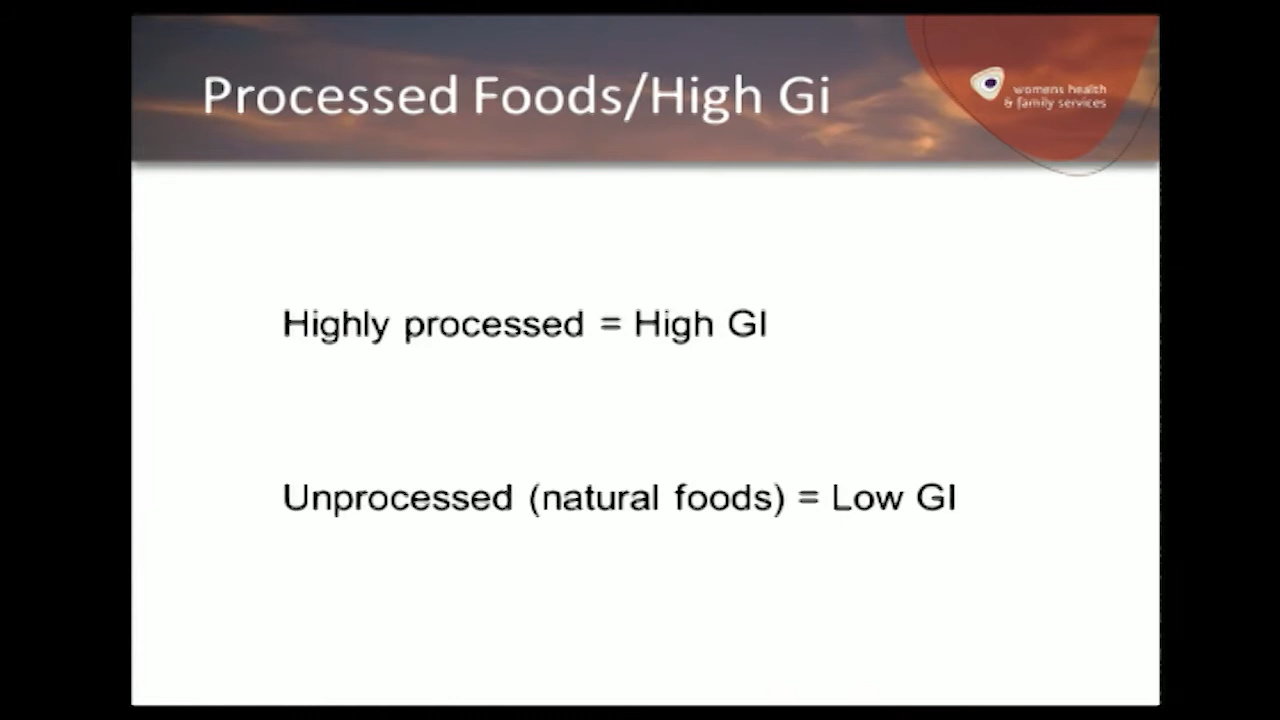 Processed Foods/High Gi
womens health
& family services
Highly processed = High GI
Unprocessed (natural foods) = Low GI